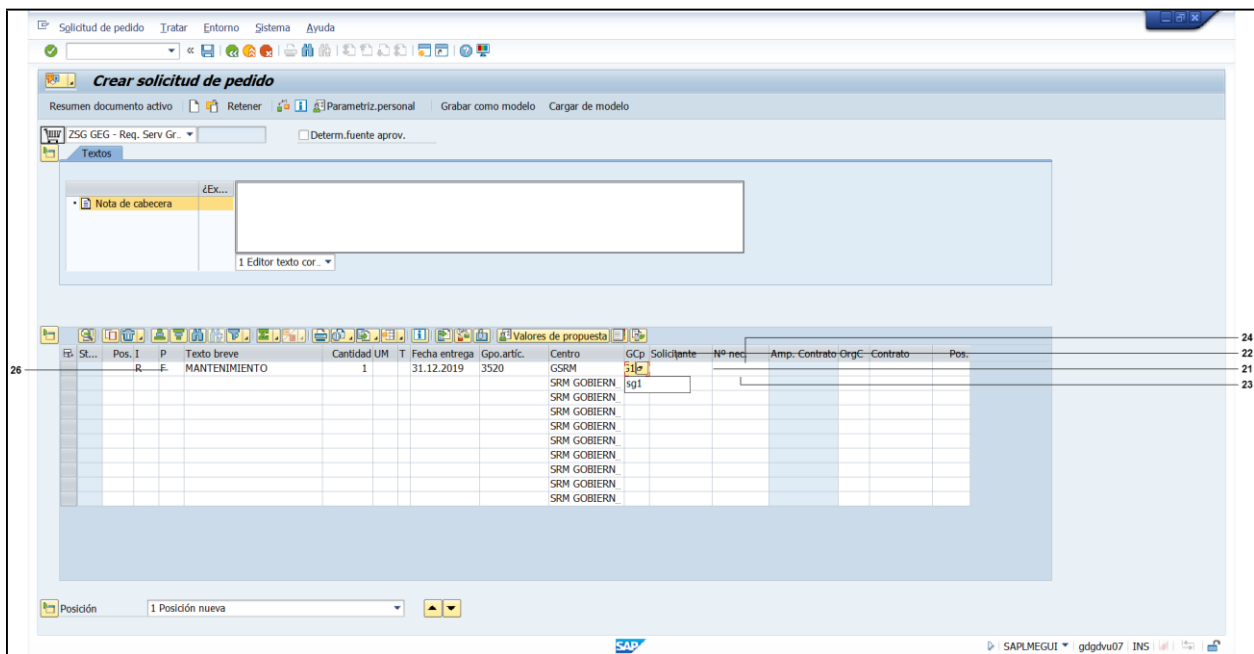 Solicitud de pedido Tratar Entorno Sistema Ayuda
Crear solicitud de pedido
Resumen documento activo Retener Parametriz.personal Grabar como modelo Cargar de modelo
ZSG GEG - Req. Serv Gr.. Determ.fuente aprov.
Textos
¿Ex...
Nota de cabecera
1 Editor texto cor..
Valores de propuesta
24
St... Pos. I P Texto breve Cantidad UM T Fecha entrega Gpo.artíc. Centro GCp Solicitante Nº nec. Amp. Contrato OrgC Contrato Pos. 22
26 R F MANTENIMIENTO 1 31.12.2019 3520 GSRM 21
SRM GOBIERN_ sg1 23
SRM GOBIERN_
SRM GOBIERN_
SRM GOBIERN_
SRM GOBIERN_
SRM GOBIERN_
SRM GOBIERN_
SRM GOBIERN_
SRM GOBIERN_
Posición 1 Posición nueva
SAP SAPLMEGUI gdgdvu07 INS